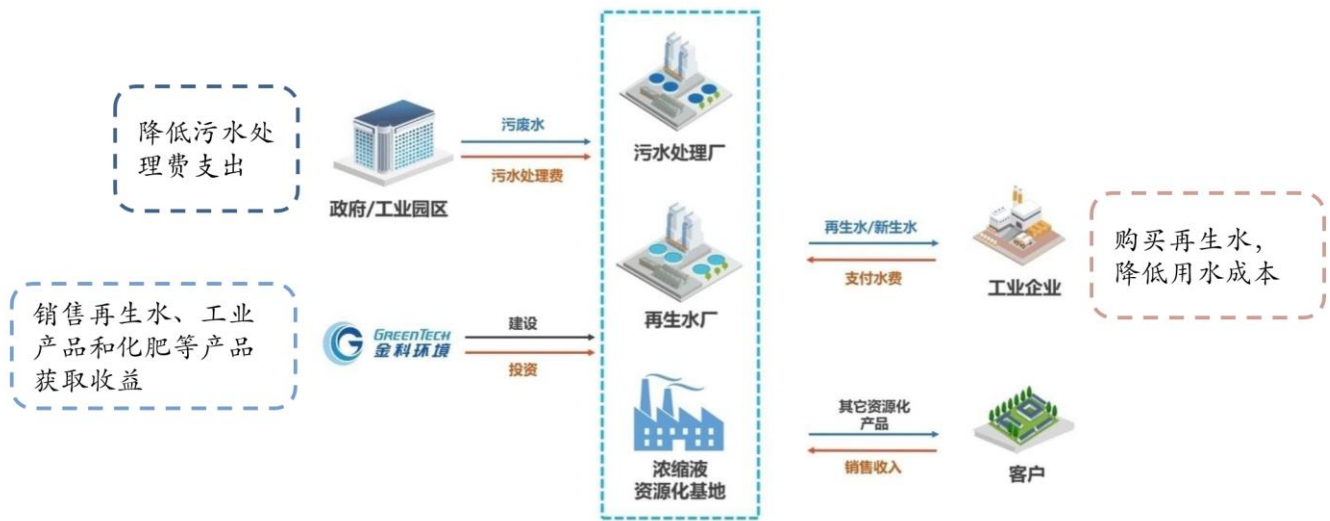 降低污水处
理费支出
政府/工业园区
污废水
污水处理费
污水处理厂
再生水厂
浓缩液
资源化基地
销售再生水、工业
产品和化肥等产品
获取收益
GREENTECH
金科环境
建设
投资
再生水/新生水
支付水费
工业企业
购买再生水，
降低用水成本
其它资源化
产品
销售收入
客户